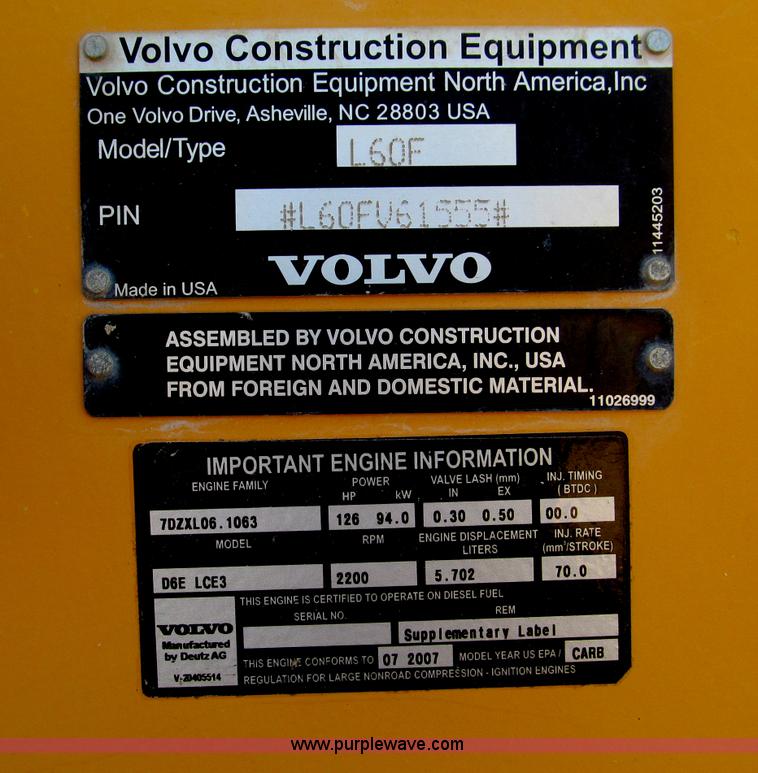 Volvo Construction Equipment
Volvo Construction Equipment North America,Inc
One Volvo Drive, Asheville, NC 28803 USA
Model/Type L60F
PIN #L60FV61555#
11445203
VOLVO
Made in USA
ASSEMBLED BY VOLVO CONSTRUCTION
EQUIPMENT NORTH AMERICA, INC., USA
FROM FOREIGN AND DOMESTIC MATERIAL.
11026999
IMPORTANT ENGINE INFORMATION
ENGINE FAMILY POWER VALVE LASH (mm) INJ. TIMING
HP kW IN EX (BTDC)
7DZXL06.1063 126 94.0 0.30 0.50 00.0
MODEL RPM ENGINE DISPLACEMENT INJ. RATE
LITERS (mm³/STROKE)
D6E LCE3 2200 5.702 70.0
THIS ENGINE IS CERTIFIED TO OPERATE ON DIESEL FUEL
SERIAL NO. REM
VOLVO Supplementary Label
Manufactured
by Deutz AG
THIS ENGINE CONFORMS TO 07 2007 MODEL YEAR US EPA/ CARB
V-20405514 REGULATION FOR LARGE NONROAD COMPRESSION - IGNITION ENGINES
www.purplewave.com